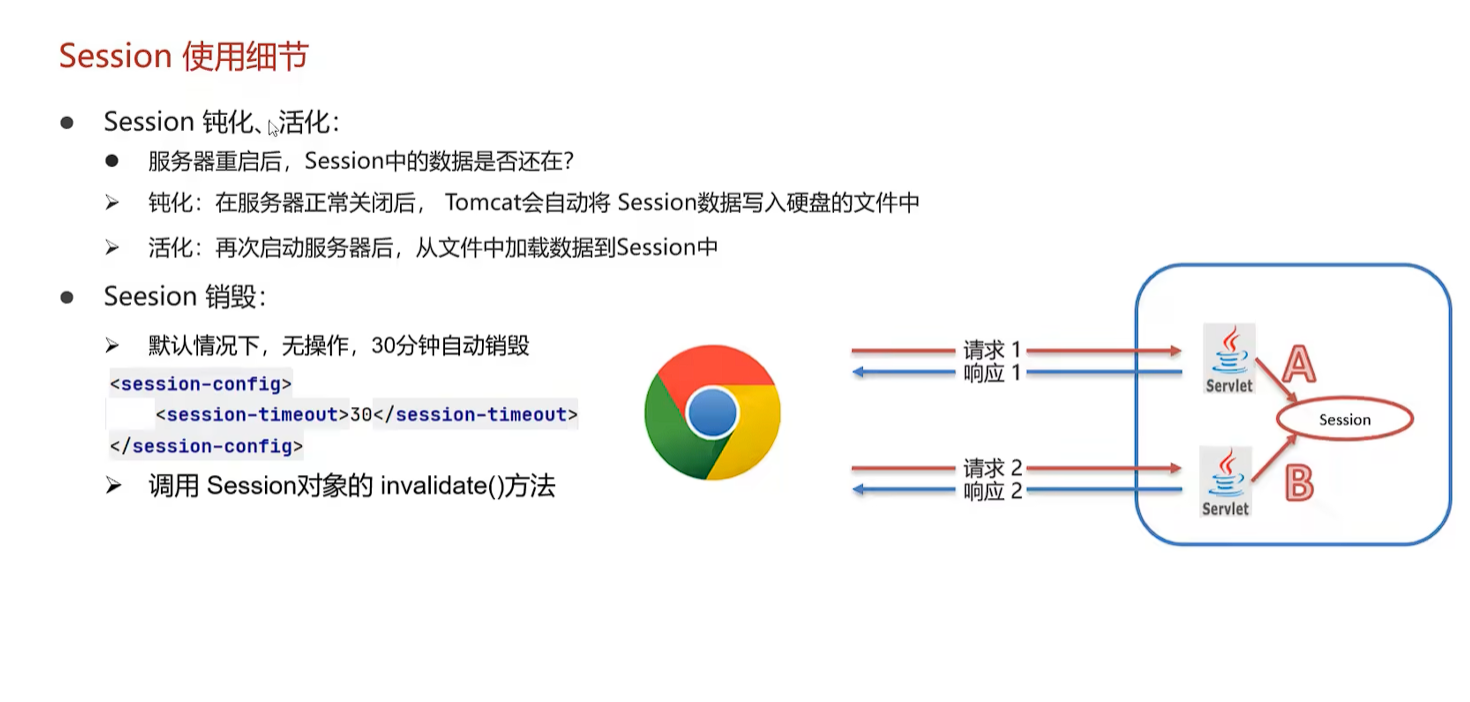 Session 使用细节
Session 钝化、活化：
服务器重启后，Session中的数据是否还在？
钝化：在服务器正常关闭后， Tomcat会自动将 Session数据写入硬盘的文件中
活化：再次启动服务器后，从文件中加载数据到Session中
Seesion 销毁：
默认情况下，无操作，30分钟自动销毁
<session-config>
<session-timeout>30</session-timeout>
</session-config>
调用 Session对象的 invalidate()方法
请求 1
响应 1
Servlet
A
Session
请求 2
响应 2
Servlet
B